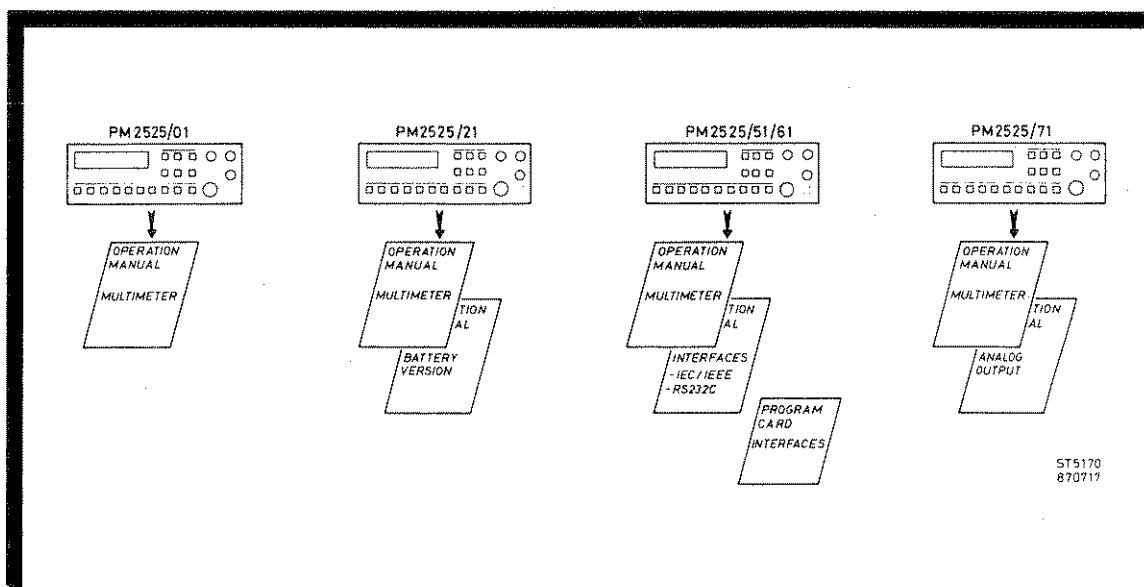 PM2525/01
OPERATION
MANUAL
MULTIMETER
PM2525/21
OPERATION
MANUAL
MULTIMETER
TION
AL
BATTERY
VERSION
PM2525/51/61
OPERATION
MANUAL
MULTIMETER
TION
AL
INTERFACES
-IEC/IEEE
-RS232C
PROGRAM
CARD
INTERFACES
PM2525/71
OPERATION
MANUAL
MULTIMETER
TION
AL
ANALOG
OUTPUT
ST5170
870717